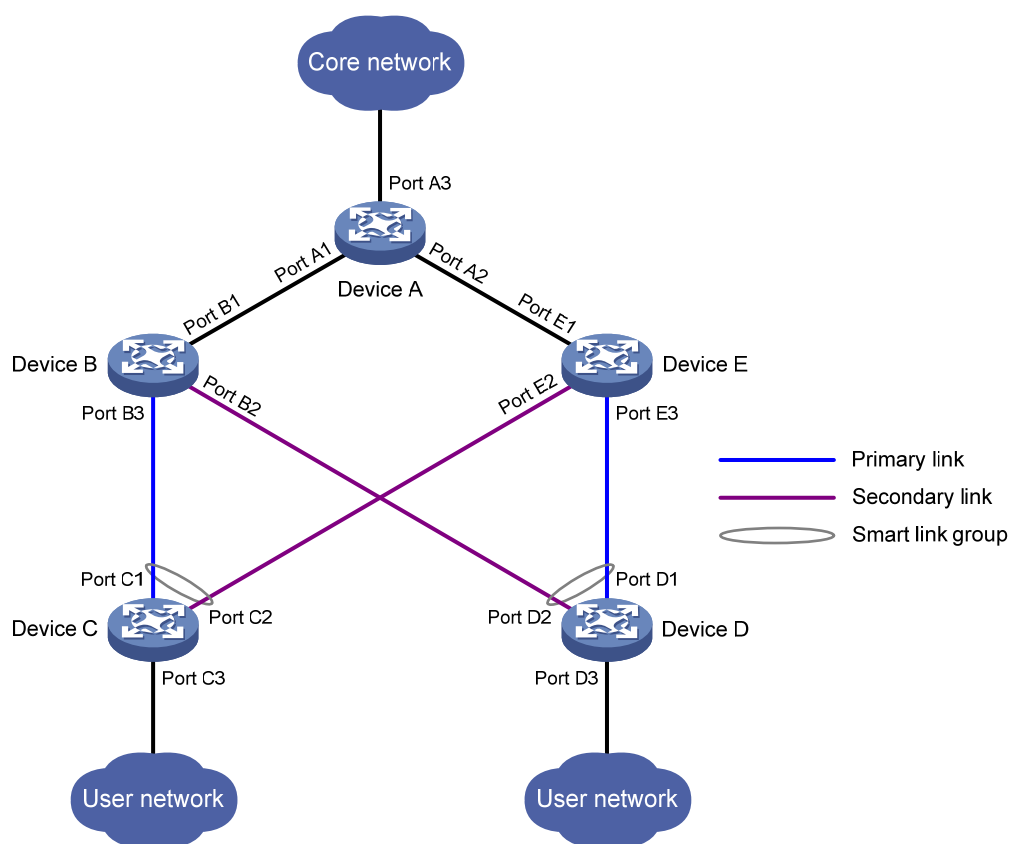 Core network
Port A3
Port A1
Port A2
Device A
Port B1
Port E1
Device B
Device E
Port B2
Port E2
Port B3
Port E3
Primary link
Secondary link
Smart link group
Port C1
Port D1
Port C2
Port D2
Device C
Device D
Port C3
Port D3
User network
User network